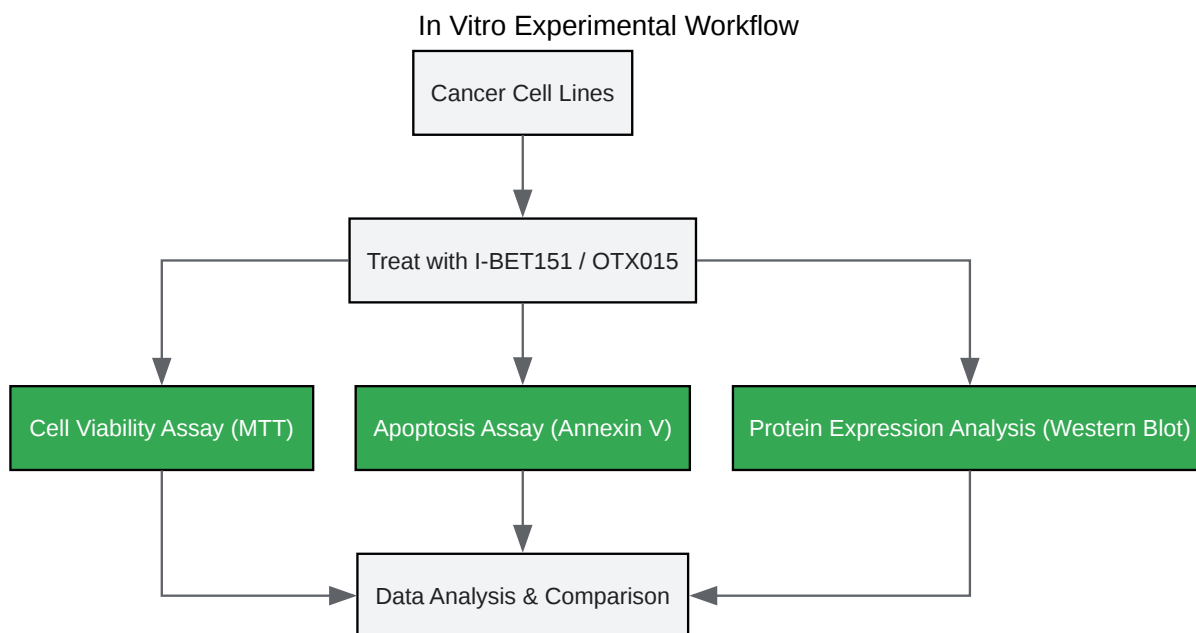 In Vitro Experimental Workflow
Cancer Cell Lines
Treat with I-BET151 / OTX015
Cell Viability Assay (MTT)
Apoptosis Assay (Annexin V)
Protein Expression Analysis (Western Blot)
Data Analysis & Comparison